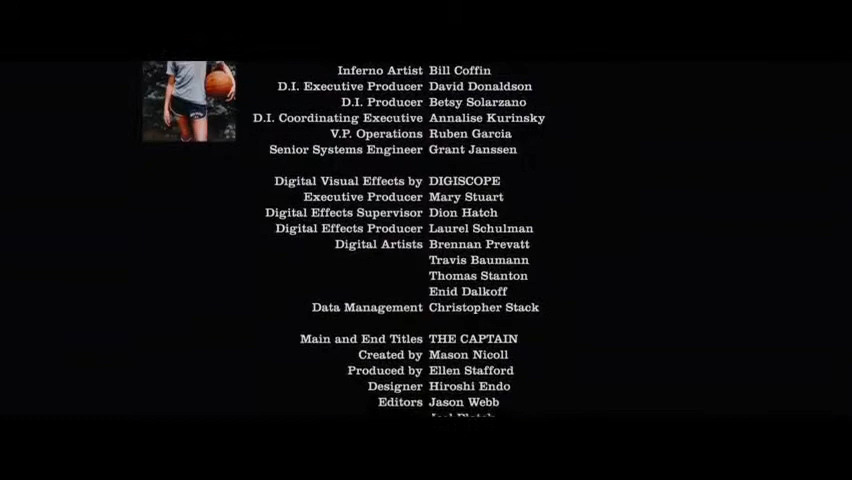 Inferno Artist Bill Coffin
D.I. Executive Producer David Donaldson
D.I. Producer Betsy Solarzano
D.I. Coordinating Executive Annalise Kurinsky
V.P. Operations Ruben Garcia
Senior Systems Engineer Grant Janssen
Digital Visual Effects by DIGISCOPE
Executive Producer Mary Stuart
Digital Effects Supervisor Dion Hatch
Digital Effects Producer Laurel Schulman
Digital Artists Brennan Prevatt
Travis Baumann
Thomas Stanton
Enid Dalkoff
Data Management Christopher Stack
Main and End Titles THE CAPTAIN
Created by Mason Nicoll
Produced by Ellen Stafford
Designer Hiroshi Endo
Editors Jason Webb